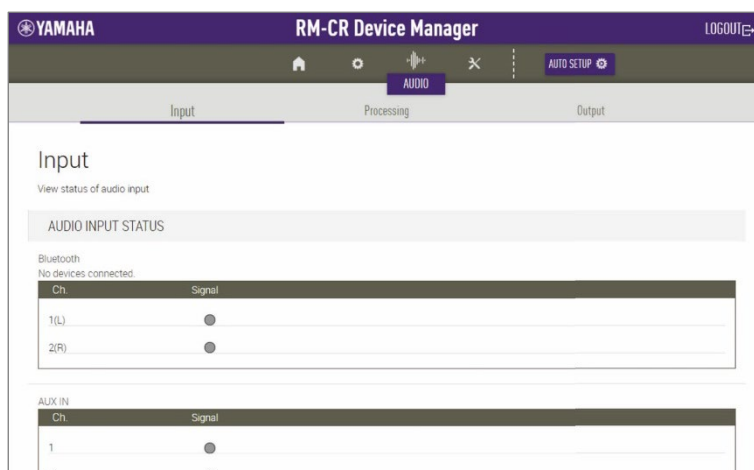 YAMAHA
RM-CR Device Manager
LOGOUT
AUTO SETUP
AUDIO
Input
Processing
Output
Input
View status of audio input
AUDIO INPUT STATUS
Bluetooth
No devices connected.
Ch. Signal
1(L)
2(R)
AUX IN
Ch. Signal
1